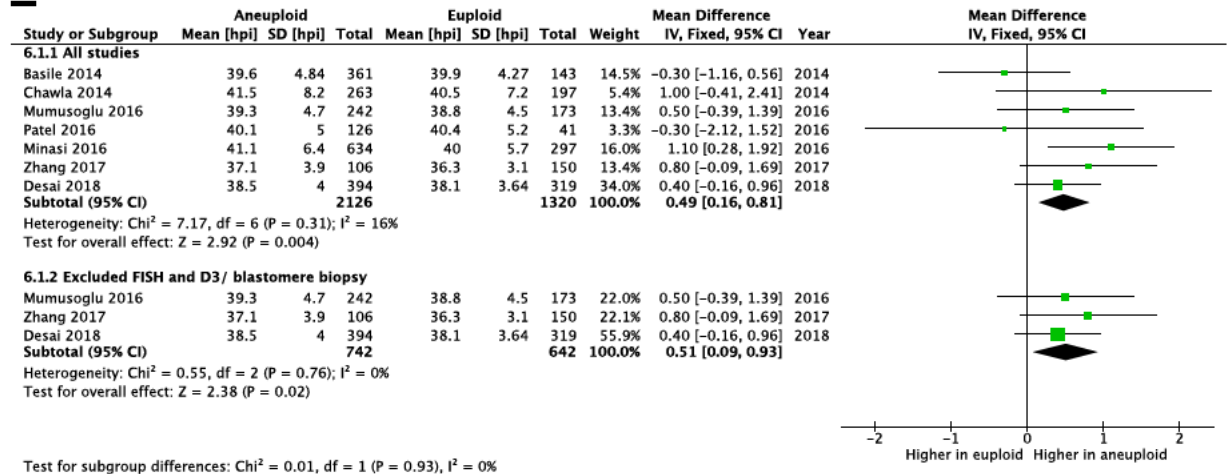 Aneuploid Euploid Mean Difference Mean Difference
Study or Subgroup Mean [hpi] SD [hpi] Total Mean [hpi] SD [hpi] Total Weight IV, Fixed, 95% CI Year IV, Fixed, 95% CI
6.1.1 All studies
Basile 2014 39.6 4.84 361 39.9 4.27 143 14.5% −0.30 [−1.16, 0.56] 2014
Chawla 2014 41.5 8.2 263 40.5 7.2 197 5.4% 1.00 [−0.41, 2.41] 2014
Mumusoglu 2016 39.3 4.7 242 38.8 4.5 173 13.4% 0.50 [−0.39, 1.39] 2016
Patel 2016 40.1 5 126 40.4 5.2 41 3.3% −0.30 [−2.12, 1.52] 2016
Minasi 2016 41.1 6.4 634 40 5.7 297 16.0% 1.10 [0.28, 1.92] 2016
Zhang 2017 37.1 3.9 106 36.3 3.1 150 13.4% 0.80 [−0.09, 1.69] 2017
Desai 2018 38.5 4 394 38.1 3.64 319 34.0% 0.40 [−0.16, 0.96] 2018
Subtotal (95% CI) 2126 1320 100.0% 0.49 [0.16, 0.81]
Heterogeneity: Chi² = 7.17, df = 6 (P = 0.31); I² = 16%
Test for overall effect: Z = 2.92 (P = 0.004)
6.1.2 Excluded FISH and D3/ blastomere biopsy
Mumusoglu 2016 39.3 4.7 242 38.8 4.5 173 22.0% 0.50 [−0.39, 1.39] 2016
Zhang 2017 37.1 3.9 106 36.3 3.1 150 22.1% 0.80 [−0.09, 1.69] 2017
Desai 2018 38.5 4 394 38.1 3.64 319 55.9% 0.40 [−0.16, 0.96] 2018
Subtotal (95% CI) 742 642 100.0% 0.51 [0.09, 0.93]
Heterogeneity: Chi² = 0.55, df = 2 (P = 0.76); I² = 0%
Test for overall effect: Z = 2.38 (P = 0.02)
−2 −1 0 1 2
Higher in euploid Higher in aneuploid
Test for subgroup differences: Chi² = 0.01, df = 1 (P = 0.93), I² = 0%